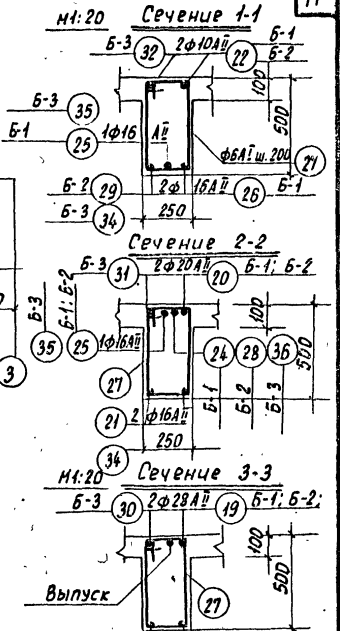 М1:20 Сечение 1-1
Б-3 32 2ф10АII 22 Б-1
Б-2
100
500
Б-3 35
Б-1 25 1ф16 АII
ф6АI ш.200 27
Б-2 29 2ф 16АII 26 Б-1
Б-3 34 250
Сечение 2-2
Б-3 31 2ф20АII 20 Б-1; Б-2
100
500
Б-3
35
Б-1; Б-2
25 1ф16АII
3
27
24 28 36
Б-1
Б-2
Б-3
21 2 ф16АII
34 250
М1:20 Сечение 3-3
Б-3 30 2ф28АII 19 Б-1; Б-2;
100
500
Выпуск 27